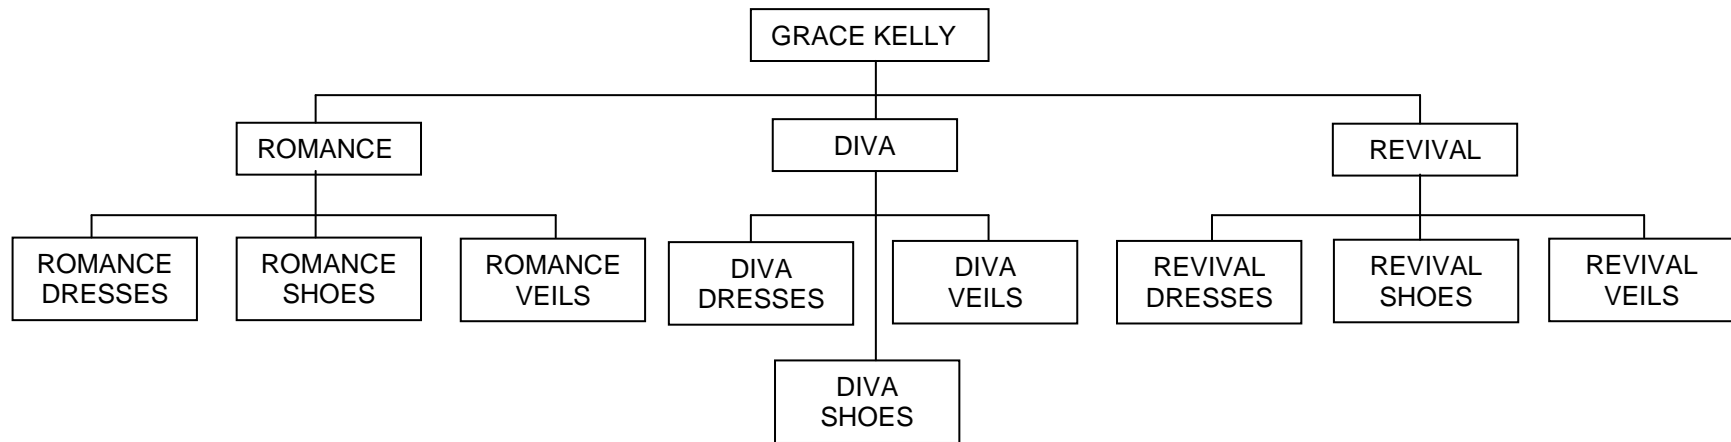 GRACE KELLY
ROMANCE
DIVA
REVIVAL
ROMANCE
DRESSES
ROMANCE
SHOES
ROMANCE
VEILS
DIVA
DRESSES
DIVA
VEILS
REVIVAL
DRESSES
REVIVAL
SHOES
REVIVAL
VEILS
DIVA
SHOES